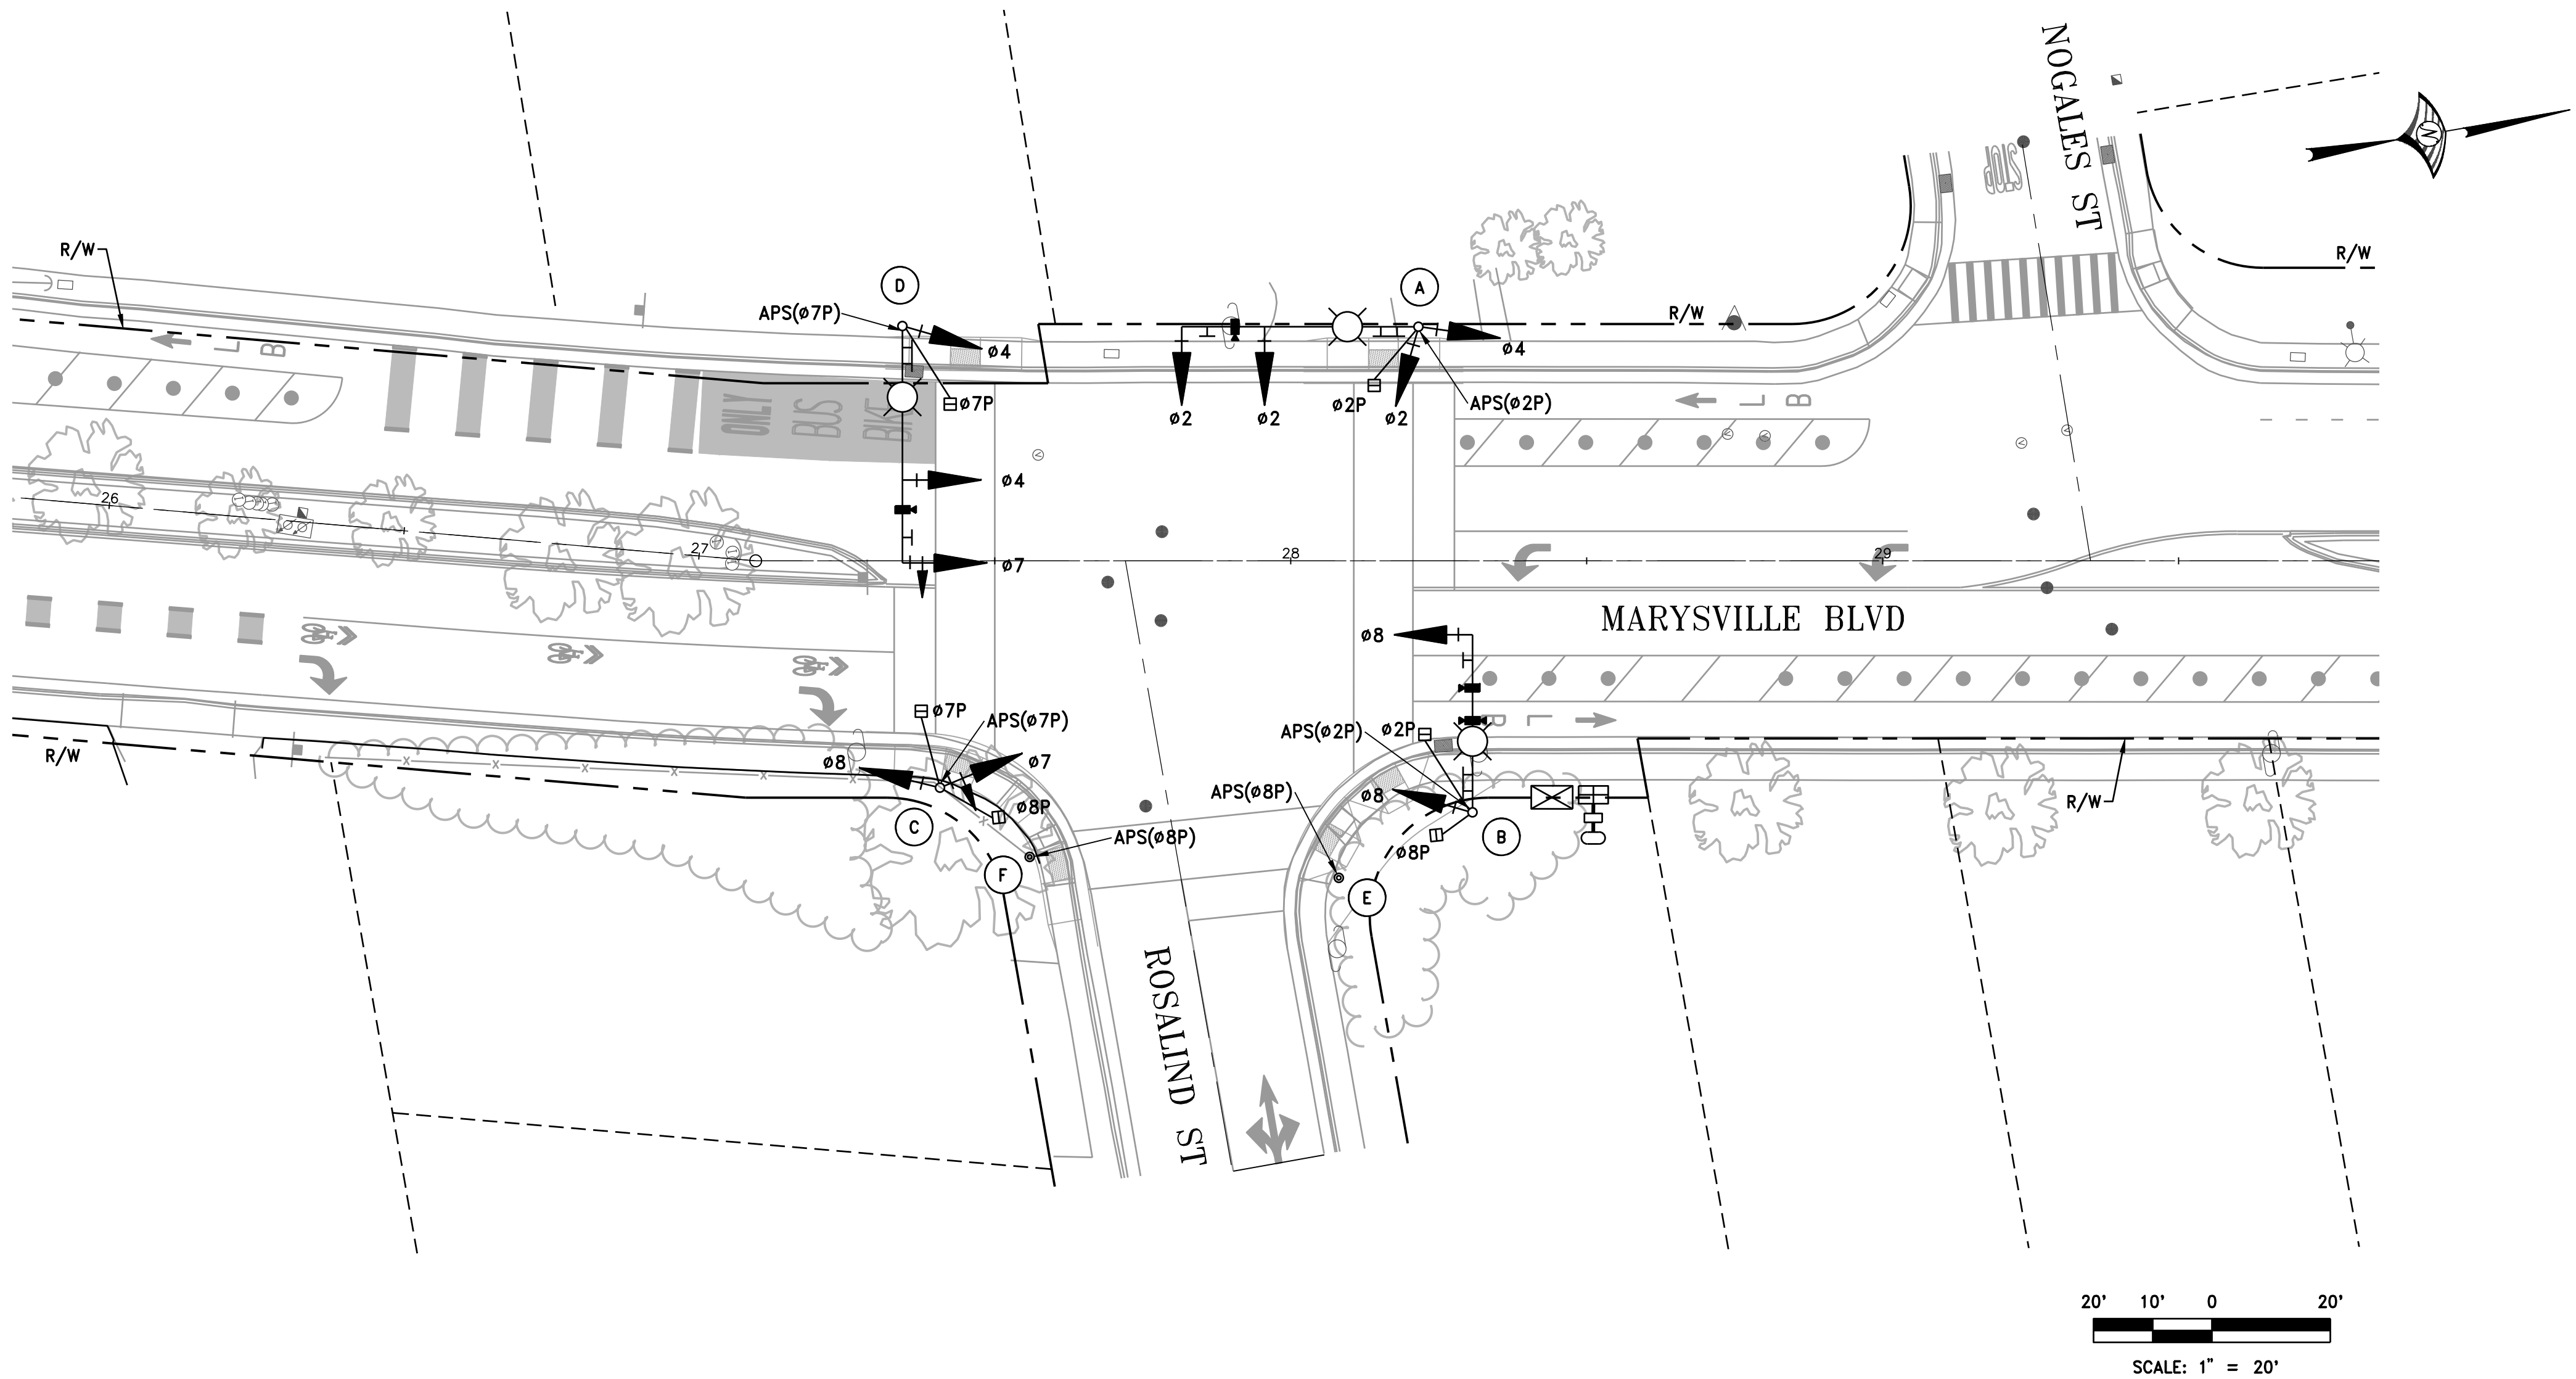 NOGALES ST
STOP
N
R/W
R/W
R/W
D
A
APS(ø7P)
ø4
ø4
L B
ø7P
ø2
ø2
ø2P
ø2
APS(ø2P)
L B
ONLY
BUS
BIKE
ø4
26
27
28
29
ø7
MARYSVILLE BLVD
ø8
ø7P
APS(ø7P)
APS(ø2P)
ø2P
B L
R/W
ø8
ø7
APS(ø8P)
ø8
R/W
ø8P
C
APS(ø8P)
B
ø8P
F
E
ROSALIND ST
20' 10' 0 20'
SCALE: 1" = 20'